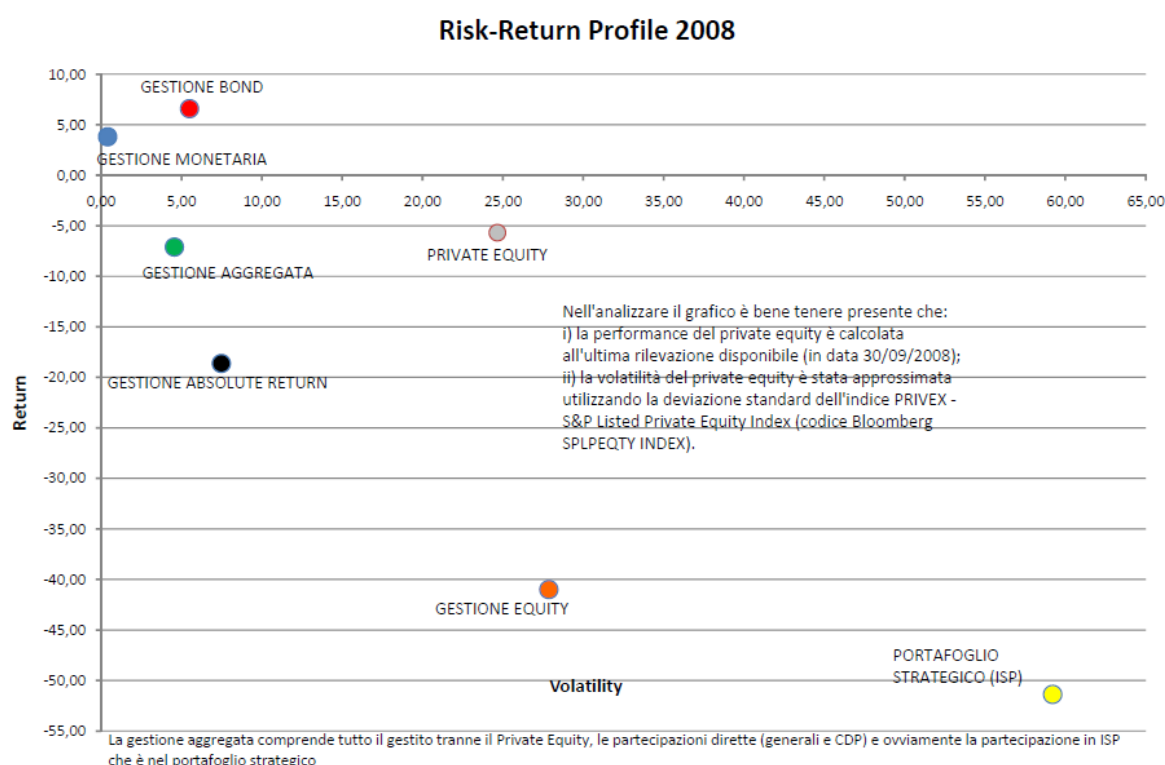 Risk-Return Profile 2008
10,00
GESTIONE BOND
5,00
GESTIONE MONETARIA
0,00
0,00 5,00 10,00 15,00 20,00 25,00 30,00 35,00 40,00 45,00 50,00 55,00 60,00 65,00
-5,00
PRIVATE EQUITY
GESTIONE AGGREGATA
-10,00
Nell'analizzare il grafico è bene tenere presente che:
i) la performance del private equity è calcolata
all'ultima rilevazione disponibile (in data 30/09/2008);
ii) la volatilità del private equity è stata approssimata
utilizzando la deviazione standard dell'indice PRIVEX -
S&P Listed Private Equity Index (codice Bloomberg
SPLPEQTY INDEX).
-15,00
-20,00
GESTIONE ABSOLUTE RETURN
Return
-25,00
-30,00
-35,00
-40,00
GESTIONE EQUITY
-45,00
PORTAFOGLIO
STRATEGICO (ISP)
-50,00
Volatility
-55,00
La gestione aggregata comprende tutto il gestito tranne il Private Equity, le partecipazioni dirette (generali e CDP) e ovviamente la partecipazione in ISP
che è nel portafoglio strategico